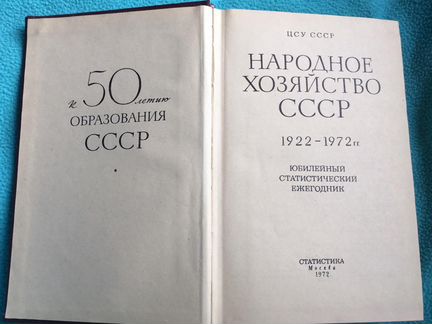 К 50 летию
ОБРАЗОВАНИЯ
СССР
ЦСУ СССР
НАРОДНОЕ
ХОЗЯЙСТВО
СССР
1922-1972 гг.
ЮБИЛЕЙНЫЙ
СТАТИСТИЧЕСКИЙ
ЕЖЕГОДНИК
СТАТИСТИКА
Москва
1972